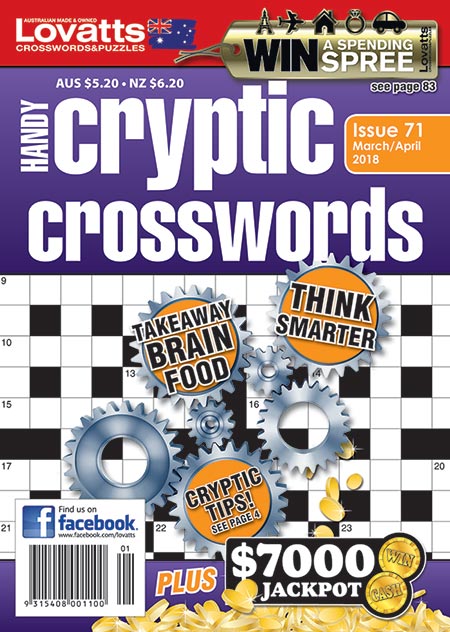 AUSTRALIAN MADE & OWNED
Lovatts
CROSSWORDS&PUZZLES
WIN A SPENDING SPREE
Lovatts
see page 83
AUS $5.20 • NZ $6.20
HANDY
cryptic
crosswords
Issue 71
March/April
2018
9
10
13
15
16
17
20
21
23
TAKEAWAY
BRAIN
FOOD
THINK
SMARTER
CRYPTIC
TIPS!
SEE PAGE 4
Find us on
facebook.
www.facebook.com/lovatts
01
9 315408 001100
PLUS
$7000
JACKPOT
WIN
CASH